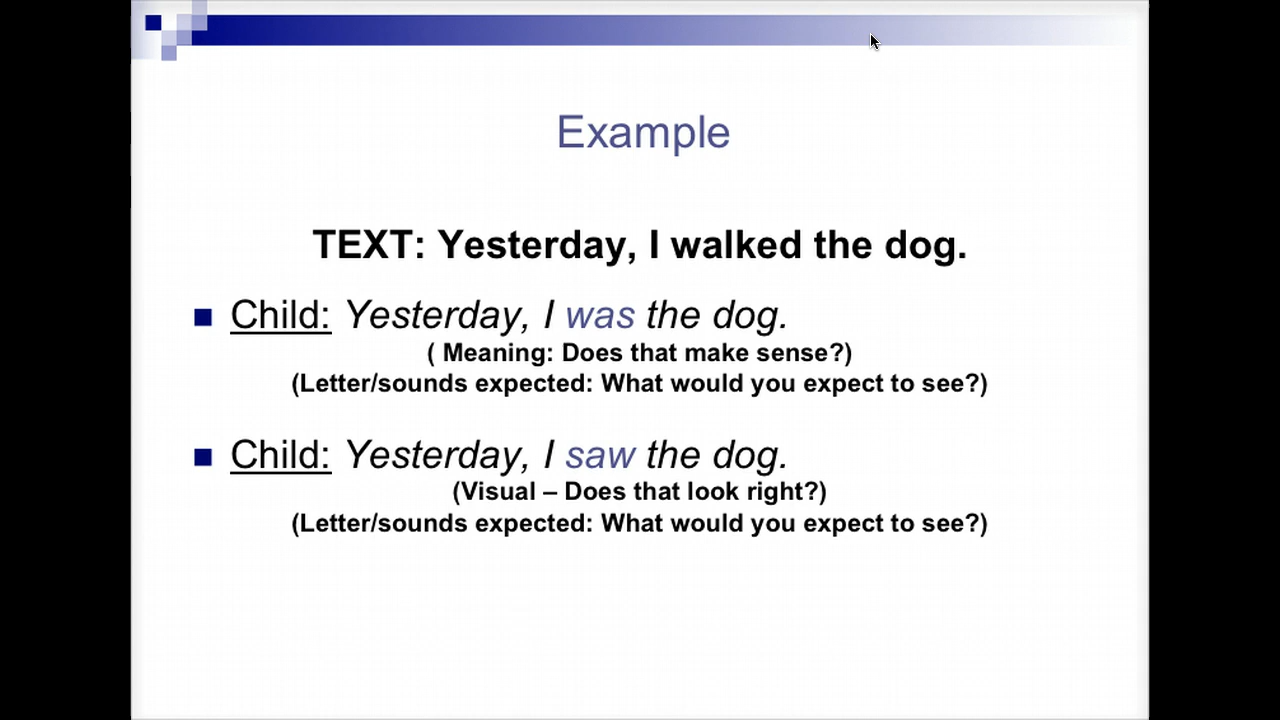 Example
TEXT: Yesterday, I walked the dog.
Child: Yesterday, I was the dog.
( Meaning: Does that make sense?)
(Letter/sounds expected: What would you expect to see?)
Child: Yesterday, I saw the dog.
(Visual – Does that look right?)
(Letter/sounds expected: What would you expect to see?)